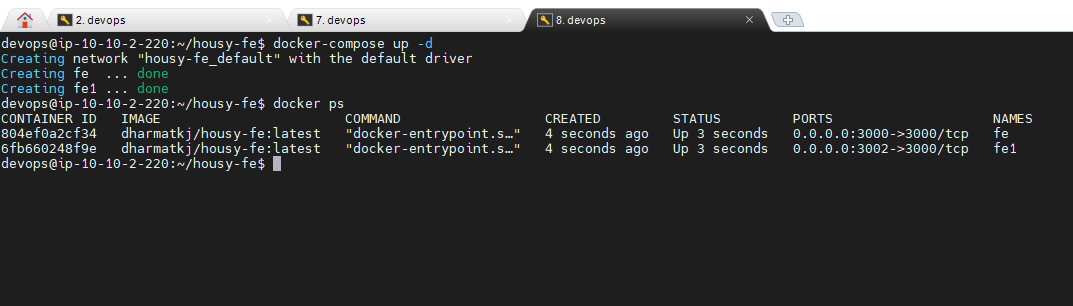 2. devops
7. devops
8. devops
devops@ip-10-10-2-220:~/housy-fe$ docker-compose up -d
Creating network "housy-fe_default" with the default driver
Creating fe  ... done
Creating fe1 ... done
devops@ip-10-10-2-220:~/housy-fe$ docker ps
CONTAINER ID   IMAGE                       COMMAND                  CREATED         STATUS         PORTS                    NAMES
804ef0a2cf34   dharmatkj/housy-fe:latest   "docker-entrypoint.s…"   4 seconds ago   Up 3 seconds   0.0.0.0:3000->3000/tcp   fe
6fb660248f9e   dharmatkj/housy-fe:latest   "docker-entrypoint.s…"   4 seconds ago   Up 3 seconds   0.0.0.0:3002->3000/tcp   fe1
devops@ip-10-10-2-220:~/housy-fe$